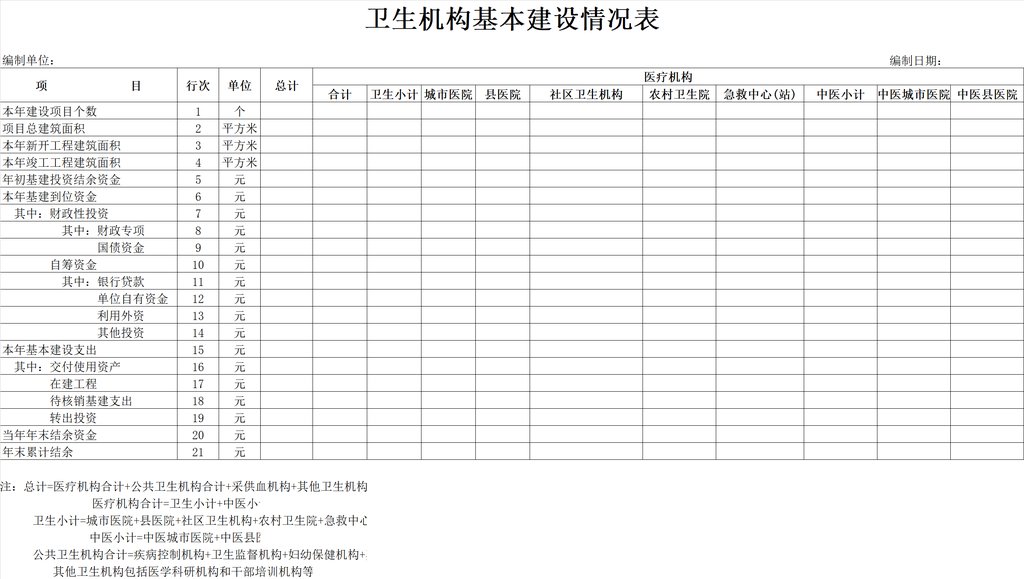 卫生机构基本建设情况表
编制单位： 编制日期：
项 目 行次 单位 总计 医疗机构
合计 卫生小计 城市医院 县医院 社区卫生机构 农村卫生院 急救中心(站) 中医小计 中医城市医院 中医县医院
本年建设项目个数 1 个
项目总建筑面积 2 平方米
本年新开工程建筑面积 3 平方米
本年竣工工程建筑面积 4 平方米
年初基建投资结余资金 5 元
本年基建到位资金 6 元
其中：财政性投资 7 元
其中：财政专项 8 元
国债资金 9 元
自筹资金 10 元
其中：银行贷款 11 元
单位自有资金 12 元
利用外资 13 元
其他投资 14 元
本年基本建设支出 15 元
其中：交付使用资产 16 元
在建工程 17 元
待核销基建支出 18 元
转出投资 19 元
当年年末结余资金 20 元
年末累计结余 21 元
注：总计=医疗机构合计+公共卫生机构合计+采供血机构+其他卫生机构
医疗机构合计=卫生小计+中医小
卫生小计=城市医院+县医院+社区卫生机构+农村卫生院+急救中心
中医小计=中医城市医院+中医县
公共卫生机构合计=疾病控制机构+卫生监督机构+妇幼保健机构+
其他卫生机构包括医学科研机构和干部培训机构等